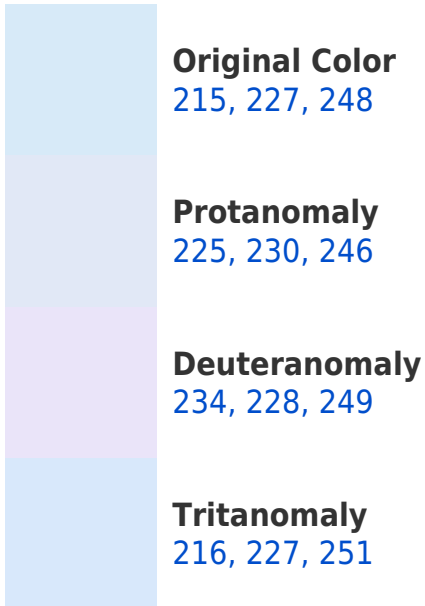 Original Color
215, 227, 248
Protanomaly
225, 230, 246
Deuteranomaly
234, 228, 249
Tritanomaly
216, 227, 251